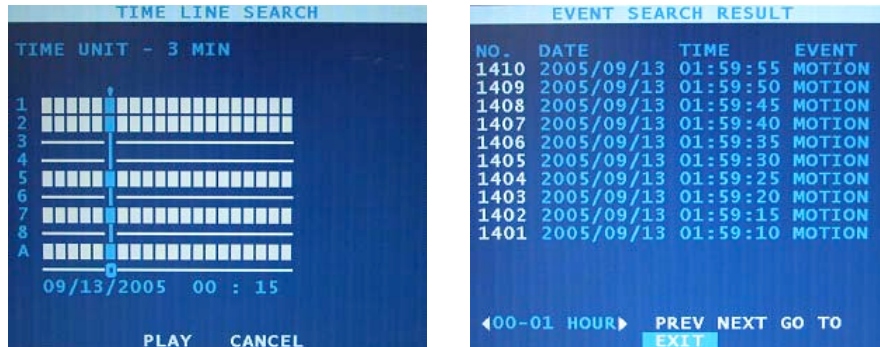 TIME LINE SEARCH
TIME UNIT - 3 MIN
1
2
3
4
5
6
7
8
A
09/13/2005 00 : 15
PLAY CANCEL
EVENT SEARCH RESULT
NO. DATE TIME EVENT
1410 2005/09/13 01:59:55 MOTION
1409 2005/09/13 01:59:50 MOTION
1408 2005/09/13 01:59:45 MOTION
1407 2005/09/13 01:59:40 MOTION
1406 2005/09/13 01:59:35 MOTION
1405 2005/09/13 01:59:30 MOTION
1404 2005/09/13 01:59:25 MOTION
1403 2005/09/13 01:59:20 MOTION
1402 2005/09/13 01:59:15 MOTION
1401 2005/09/13 01:59:10 MOTION
00-01 HOUR PREV NEXT GO TO
EXIT